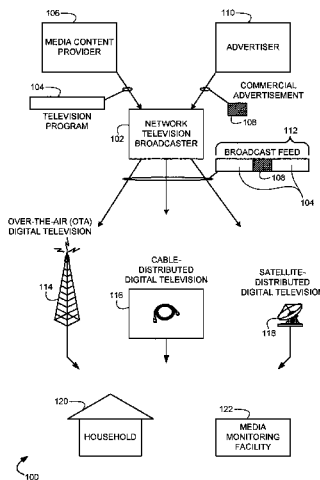 106
MEDIA CONTENT
PROVIDER
110
ADVERTISER
104
TELEVISION
PROGRAM
COMMERCIAL
ADVERTISEMENT
108
102
NETWORK
TELEVISION
BROADCASTER
112
BROADCAST FEED
108
104
OVER-THE-AIR (OTA)
DIGITAL TELEVISION
114
CABLE-
DISTRIBUTED
DIGITAL TELEVISION
116
SATELLITE-
DISTRIBUTED
DIGITAL TELEVISION
118
120
HOUSEHOLD
122
MEDIA
MONITORING
FACILITY
100